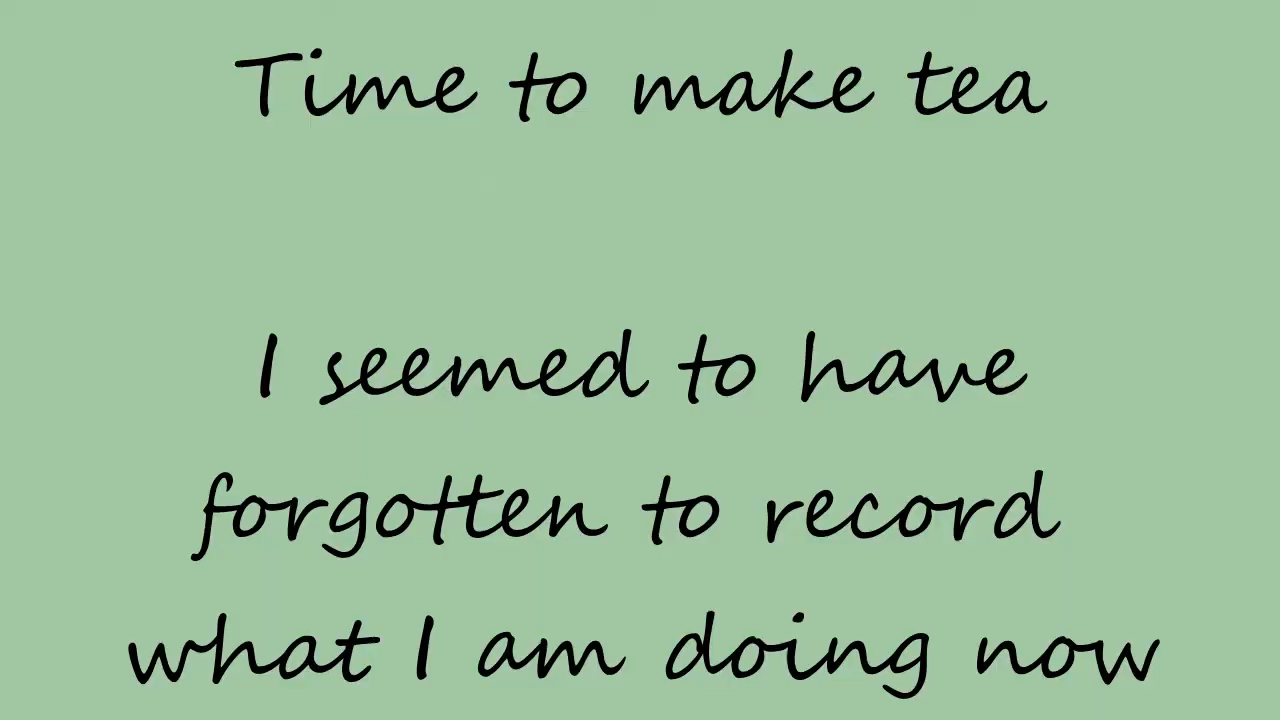 Time to make tea
I seemed to have
forgotten to record
what I am doing now